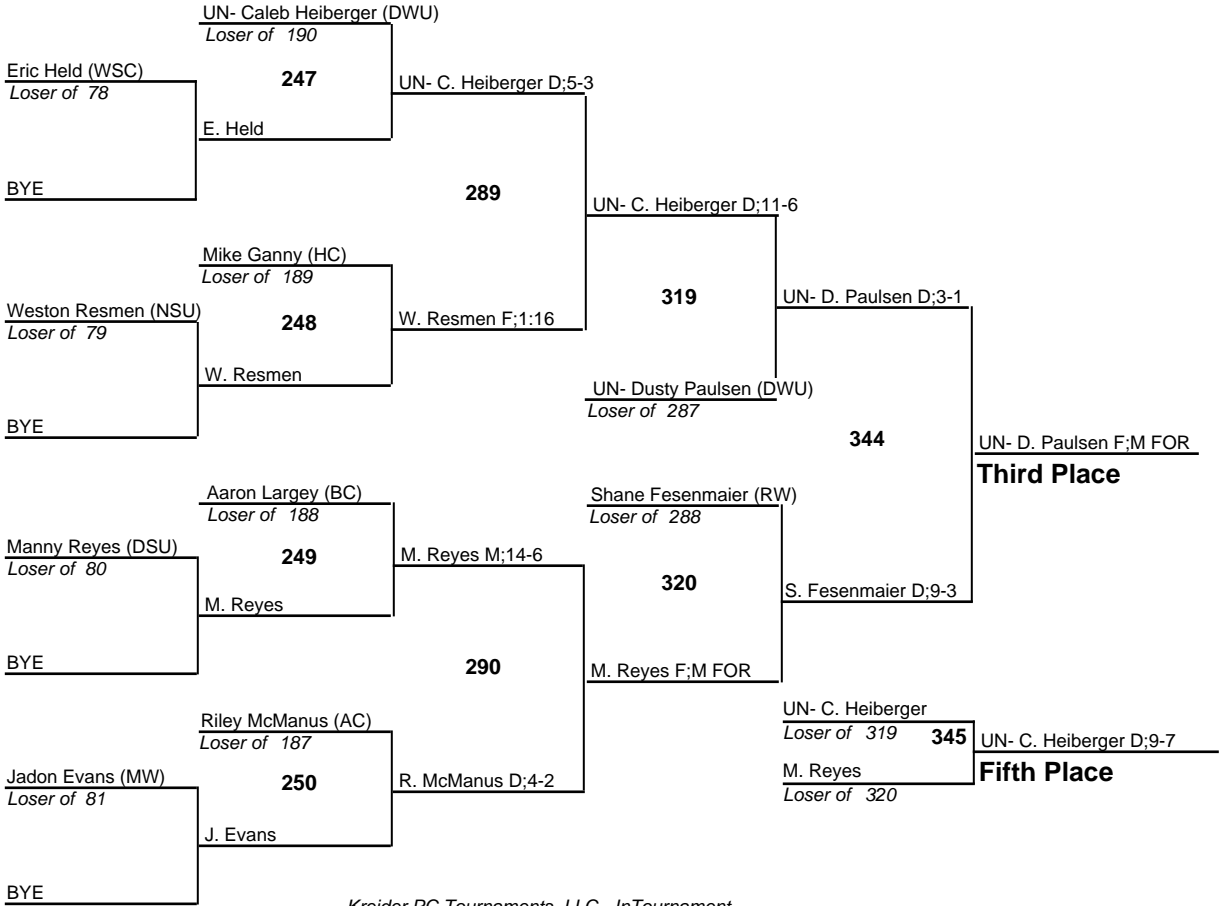 UN- Caleb Heiberger (DWU)
Loser of 190
Eric Held (WSC)
Loser of 78
247
UN- C. Heiberger D;5-3
E. Held
BYE
289
UN- C. Heiberger D;11-6
Mike Ganny (HC)
Loser of 189
Weston Resmen (NSU)
Loser of 79
248
W. Resmen F;1:16
319
UN- D. Paulsen D;3-1
W. Resmen
UN- Dusty Paulsen (DWU)
Loser of 287
BYE
344
UN- D. Paulsen F;M FOR
Third Place
Aaron Largey (BC)
Loser of 188
Shane Fesenmaier (RW)
Loser of 288
Manny Reyes (DSU)
Loser of 80
249
M. Reyes M;14-6
320
S. Fesenmaier D;9-3
M. Reyes
BYE
290
M. Reyes F;M FOR
Riley McManus (AC)
Loser of 187
UN- C. Heiberger
Loser of 319
345
UN- C. Heiberger D;9-7
Fifth Place
M. Reyes
Loser of 320
Jadon Evans (MW)
Loser of 81
250
R. McManus D;4-2
J. Evans
BYE